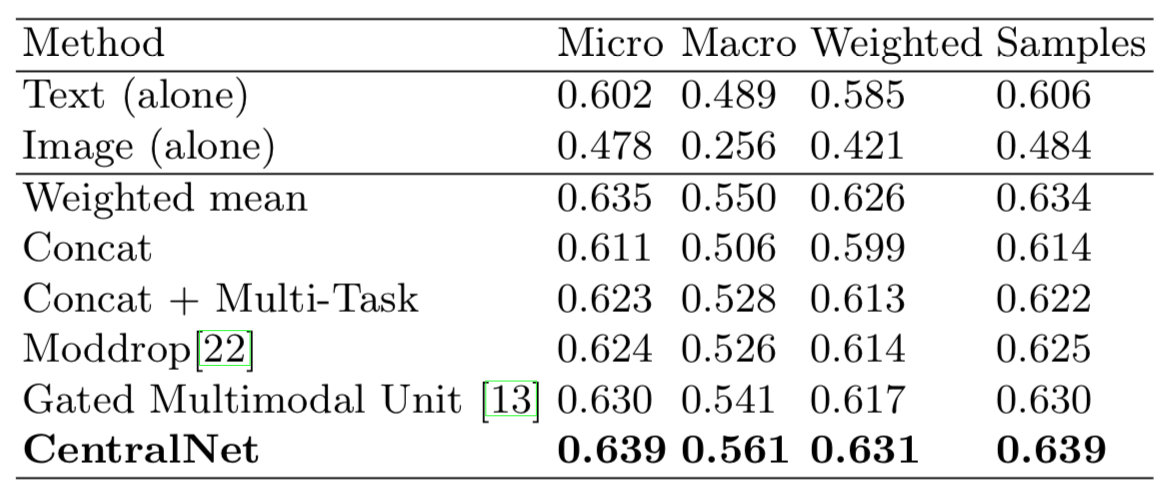 Method Micro Macro Weighted Samples
Text (alone) 0.602 0.489 0.585 0.606
Image (alone) 0.478 0.256 0.421 0.484
Weighted mean 0.635 0.550 0.626 0.634
Concat 0.611 0.506 0.599 0.614
Concat + Multi-Task 0.623 0.528 0.613 0.622
Moddrop[22] 0.624 0.526 0.614 0.625
Gated Multimodal Unit [13] 0.630 0.541 0.617 0.630
CentralNet 0.639 0.561 0.631 0.639